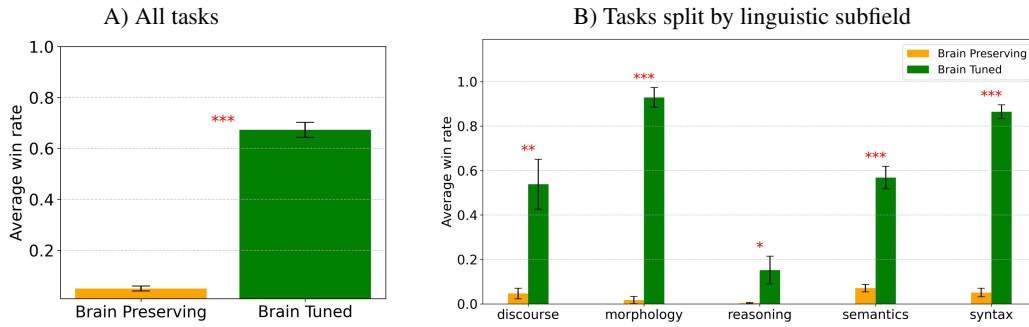 A) All tasks
1.0
0.8
0.6
0.4
0.2
Average win rate
***
Brain Preserving
Brain Tuned
B) Tasks split by linguistic subfield
Brain Preserving
Brain Tuned
1.0
0.8
0.6
0.4
0.2
0.0
Average win rate
**
***
*
***
***
discourse
morphology
reasoning
semantics
syntax